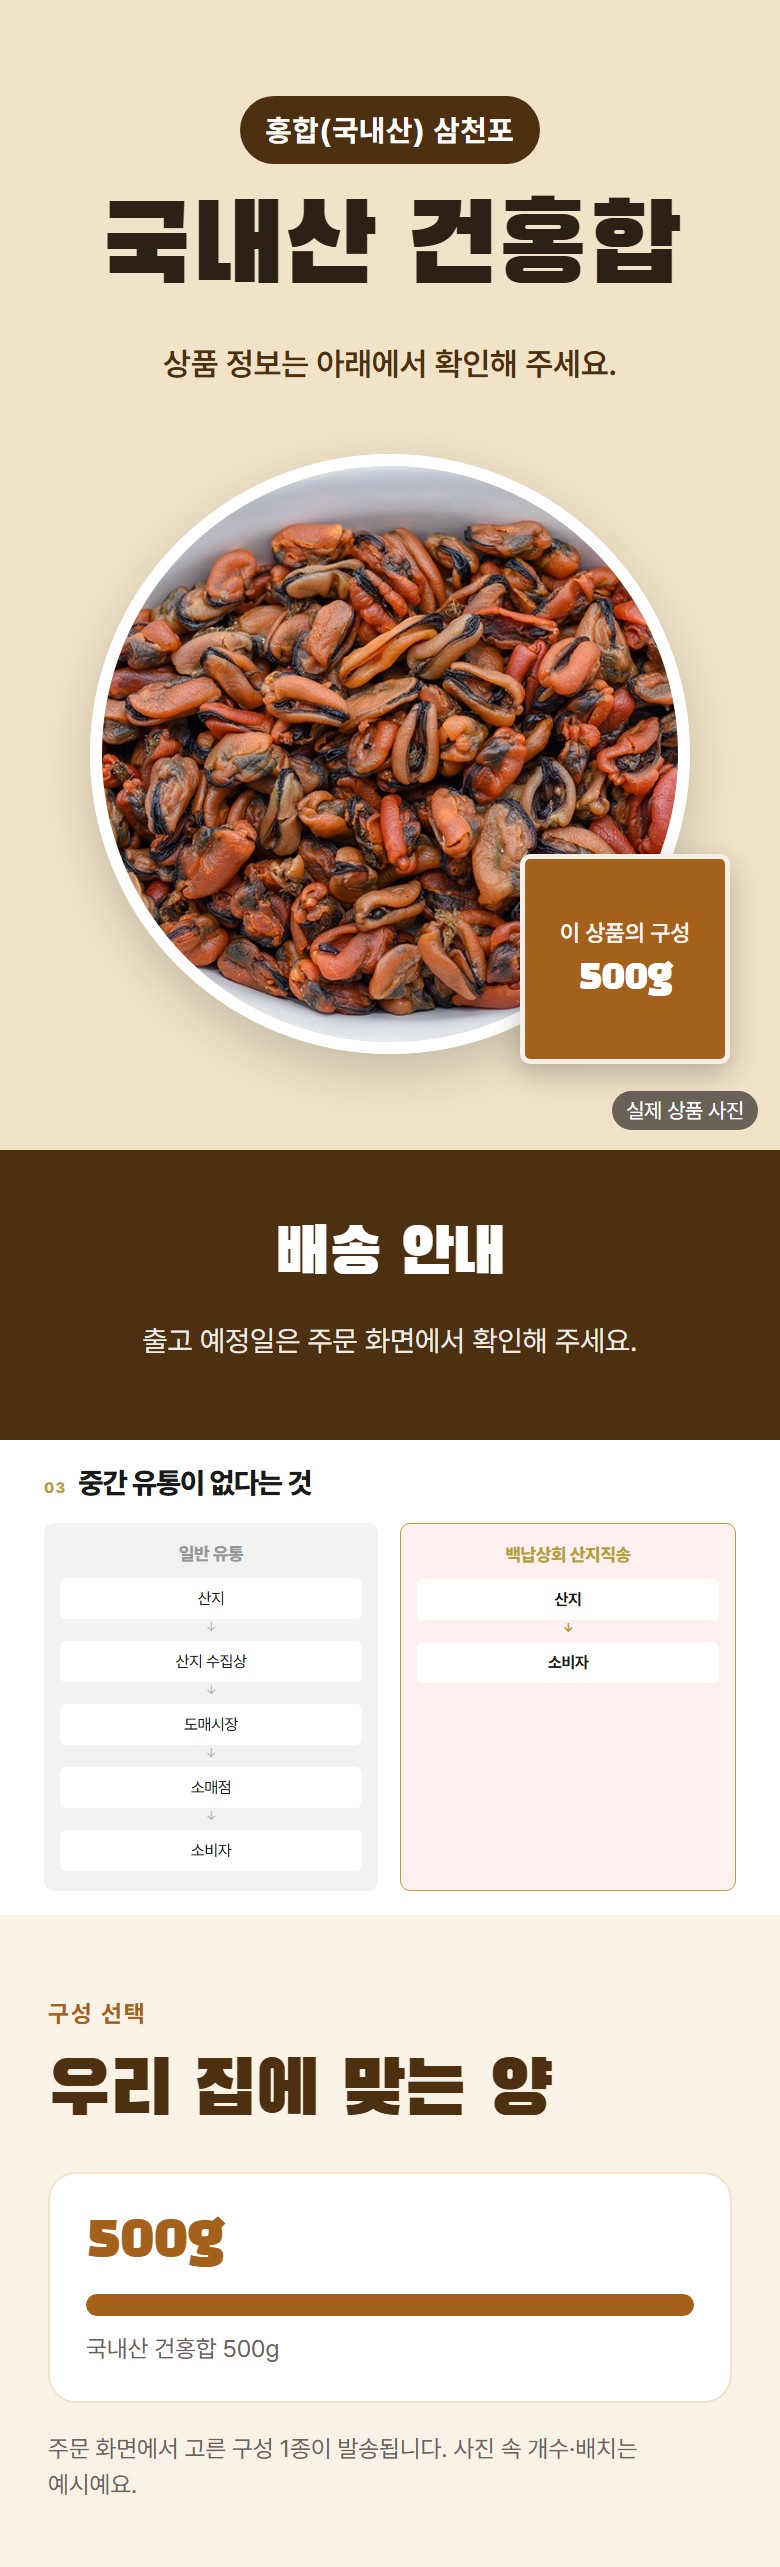 홍합(국내산) 삼천포
국내산 건홍합
상품 정보는 아래에서 확인해 주세요.
이 상품의 구성
500g
실제 상품 사진
배송 안내
출고 예정일은 주문 화면에서 확인해 주세요.
03 중간 유통이 없다는 것
일반 유통
산지
↓
산지 수집상
↓
도매시장
↓
소매점
↓
소비자
백납상회 산지직송
산지
↓
소비자
구성 선택
우리 집에 맞는 양
500g
국내산 건홍합 500g
주문 화면에서 고른 구성 1종이 발송됩니다. 사진 속 개수·배치는
예시예요.